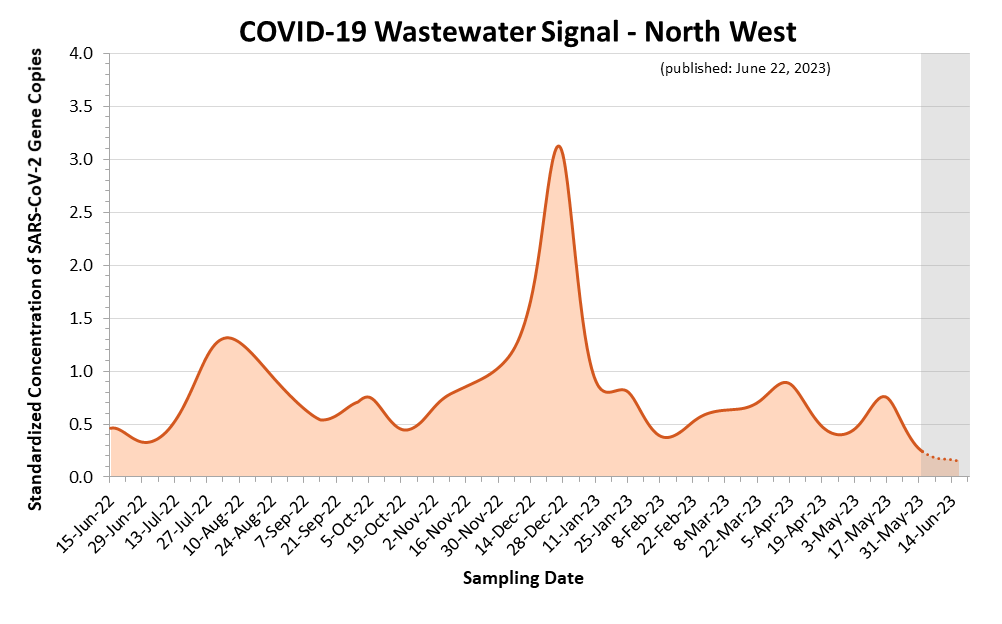 COVID-19 Wastewater Signal - North West
(published: June 22, 2023)
Standardized Concentration of SARS-CoV-2 Gene Copies
4.0
3.5
3.0
2.5
2.0
1.5
1.0
0.5
0.0
15-Jun-22
29-Jun-22
13-Jul-22
27-Jul-22
10-Aug-22
24-Aug-22
7-Sep-22
21-Sep-22
5-Oct-22
19-Oct-22
2-Nov-22
16-Nov-22
30-Nov-22
14-Dec-22
28-Dec-22
11-Jan-23
25-Jan-23
8-Feb-23
22-Feb-23
8-Mar-23
22-Mar-23
5-Apr-23
19-Apr-23
3-May-23
17-May-23
31-May-23
14-Jun-23
Sampling Date